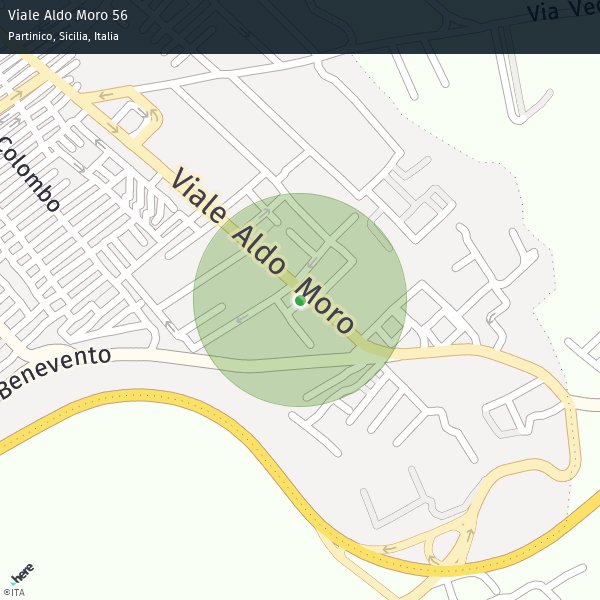 Viale Aldo Moro 56
Partinico, Sicilia, Italia
Via Ve
Colombo
Viale Aldo Moro
Benevento
here
©ITA